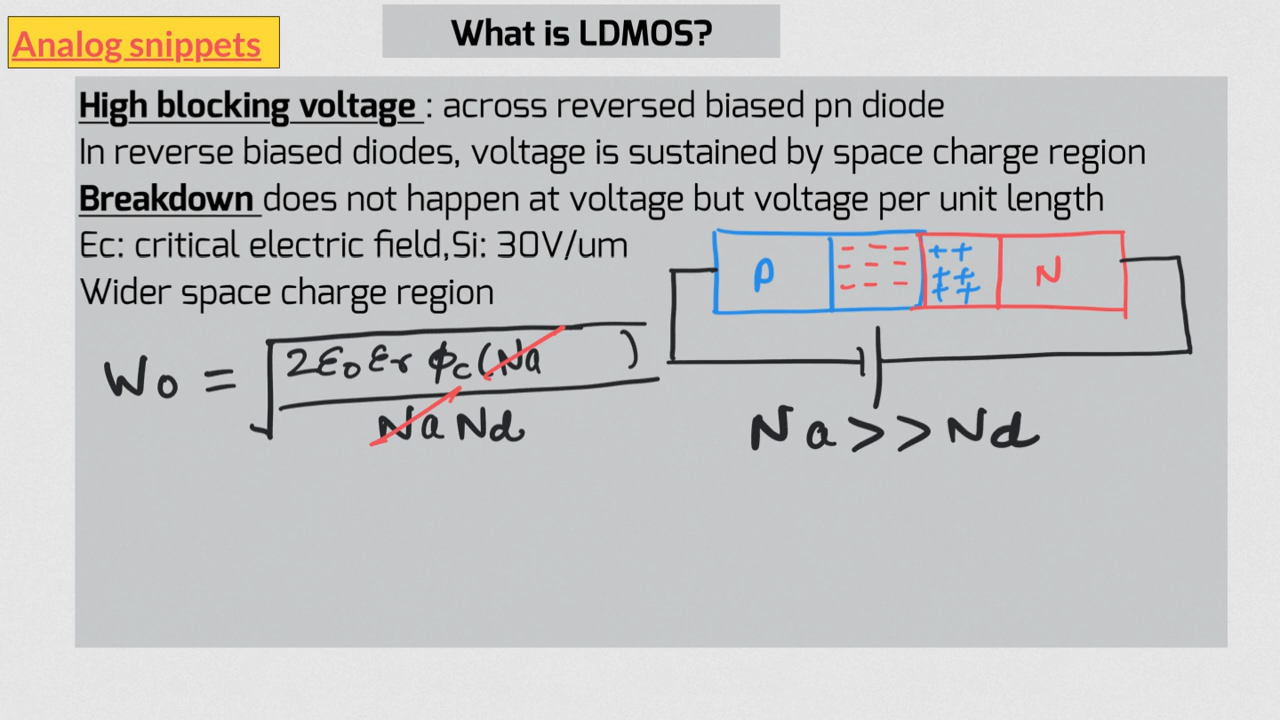 Analog snippets
What is LDMOS?
High blocking voltage : across reversed biased pn diode
In reverse biased diodes, voltage is sustained by space charge region
Breakdown does not happen at voltage but voltage per unit length
Ec: critical electric field,Si: 30V/um
Wider space charge region
P − − − − − − − − − + + + + + + N
W₀ = √ 2ε₀εr ϕc(Na )
Na Nd
Na >> Nd